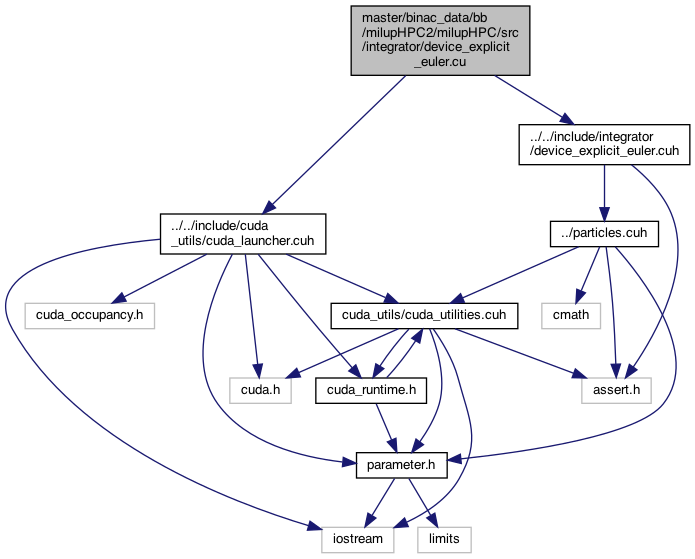 master/binac_data/bb
/milupHPC2/milupHPC/src
/integrator/device_explicit
_euler.cu
../../include/integrator
/device_explicit_euler.cuh
../../include/cuda
_utils/cuda_launcher.cuh
../particles.cuh
cuda_occupancy.h
cuda_utils/cuda_utilities.cuh
cmath
cuda.h
cuda_runtime.h
assert.h
parameter.h
iostream
limits